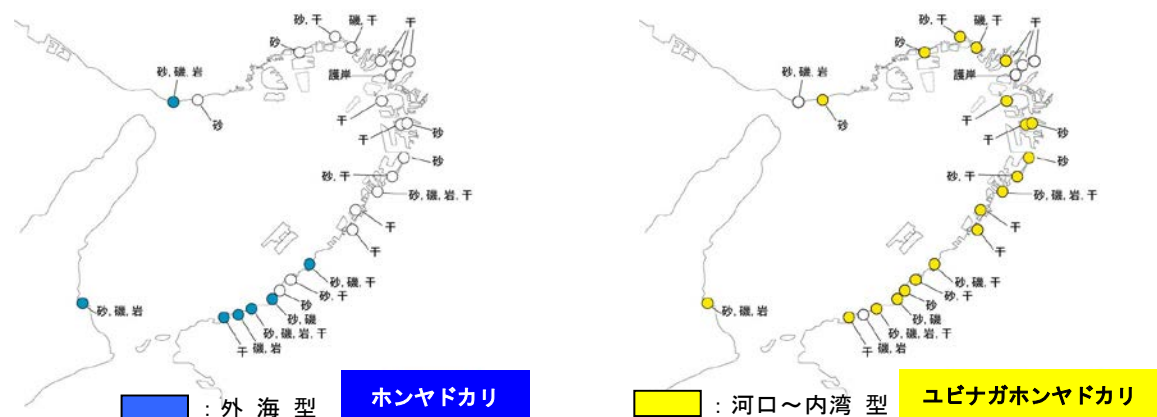 砂, 干
磯, 干
干
砂
砂, 磯, 岩
護岸
砂
干
干
砂
砂
砂, 干
砂, 磯, 岩, 干
干
干
砂, 磯, 干
砂, 干
砂
砂, 磯
砂, 磯, 岩, 干
磯, 岩
干
砂, 磯, 岩
：外 海 型
ホンヤドカリ
砂, 干
磯, 干
干
砂
砂, 磯, 岩
護岸
砂
干
干
砂
砂
砂, 干
砂, 磯, 岩, 干
干
干
砂, 磯, 干
砂, 干
砂
砂, 磯
砂, 磯, 岩, 干
磯, 岩
干
砂, 磯, 岩
：河口～内湾 型
ユビナガホンヤドカリ